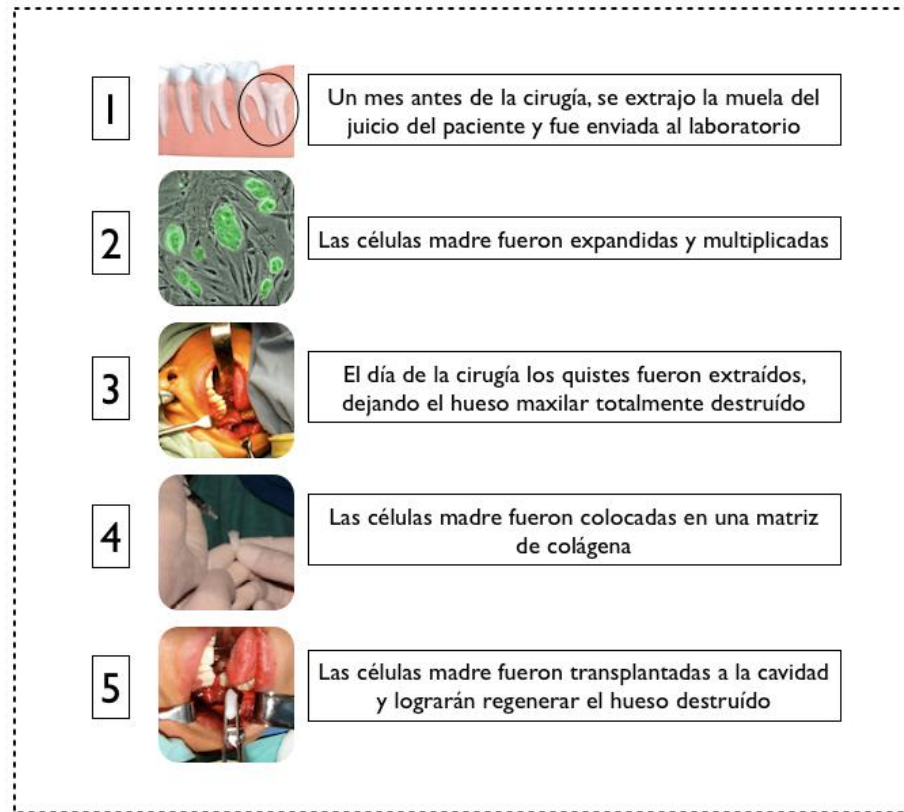 1
Un mes antes de la cirugía, se extrajo la muela del
juicio del paciente y fue enviada al laboratorio
2
Las células madre fueron expandidas y multiplicadas
3
El día de la cirugía los quistes fueron extraídos,
dejando el hueso maxilar totalmente destruído
4
Las células madre fueron colocadas en una matriz
de colágena
5
Las células madre fueron transplantadas a la cavidad
y lograrán regenerar el hueso destruído